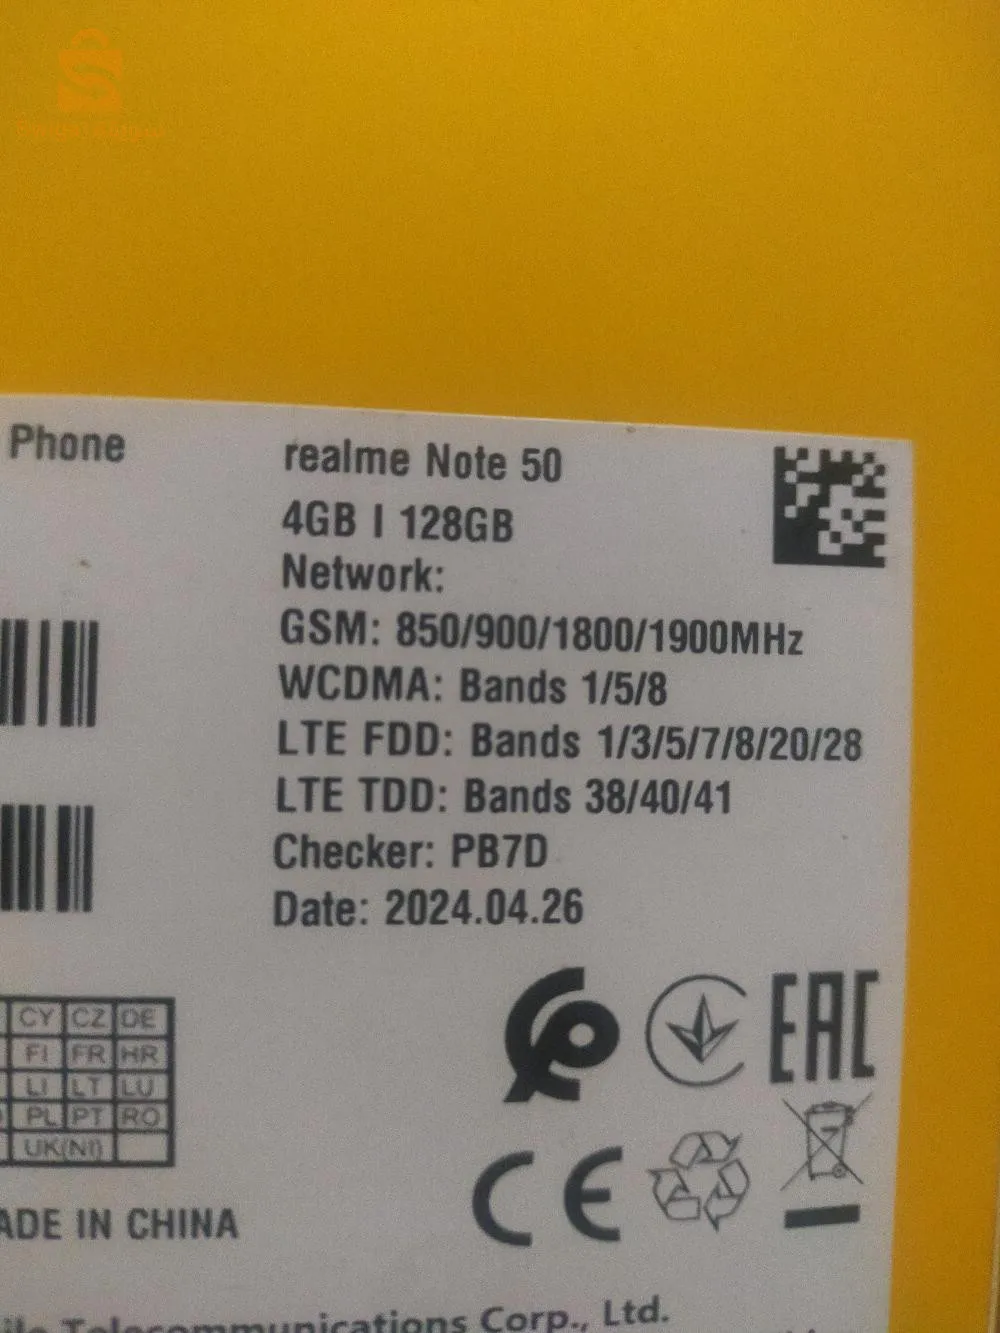 Phone
realme Note 50
4GB | 128GB
Network:
GSM: 850/900/1800/1900MHz
WCDMA: Bands 1/5/8
LTE FDD: Bands 1/3/5/7/8/20/28
LTE TDD: Bands 38/40/41
Checker: PB7D
Date: 2024.04.26
EAC
CY CZ DE
FI FR HR
LI LT LU
PL PT RO
UK(NI)
CE
ADE IN CHINA
Telecommunications Corp., Ltd.